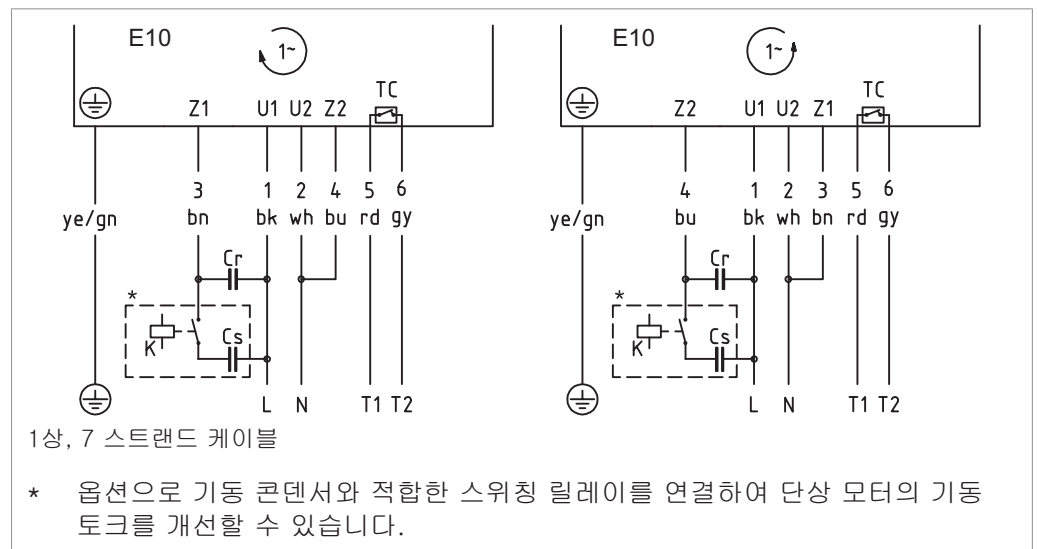 E10 1~ E10 1~
TC TC
Z1 U1 U2 Z2 Z2 U1 U2 Z1
3 1 2 4 5 6 4 1 2 3 5 6
ye/gn bn bk wh bu rd gy ye/gn bu bk wh bn rd gy
Cr Cr
* *
K Cs K Cs
L N T1 T2 L N T1 T2
1상, 7 스트랜드 케이블
* 옵션으로 기동 콘덴서와 적합한 스위칭 릴레이를 연결하여 단상 모터의 기동
토크를 개선할 수 있습니다.